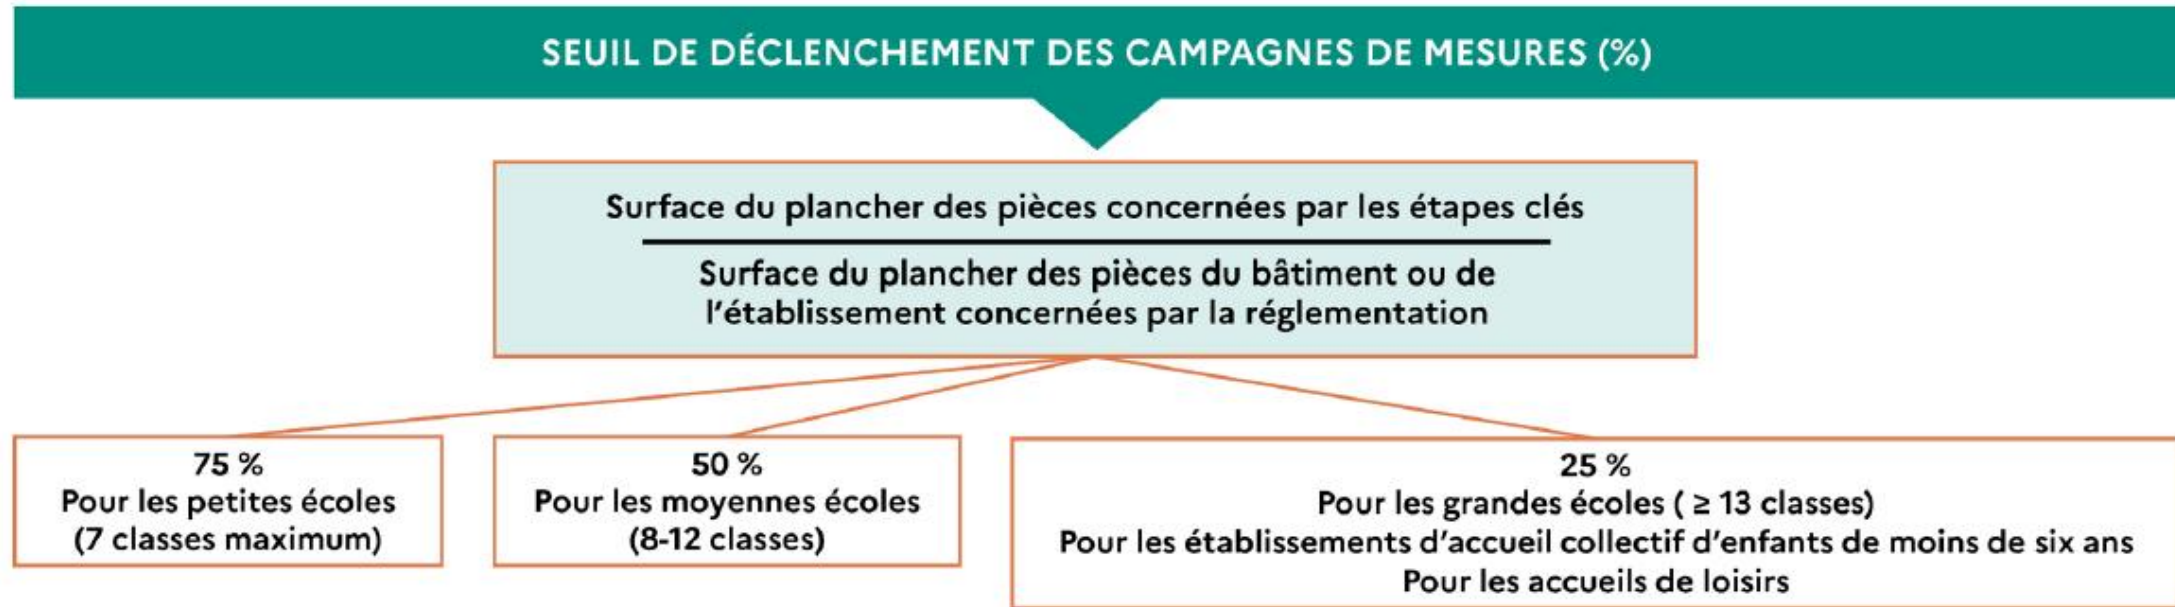 SEUIL DE DÉCLENCHEMENT DES CAMPAGNES DE MESURES (%)
Surface du plancher des pièces concernées par les étapes clés
Surface du plancher des pièces du bâtiment ou de
l'établissement concernées par la réglementation
75 %
Pour les petites écoles
(7 classes maximum)
50 %
Pour les moyennes écoles
(8-12 classes)
25 %
Pour les grandes écoles ( ≥ 13 classes)
Pour les établissements d'accueil collectif d'enfants de moins de six ans
Pour les accueils de loisirs